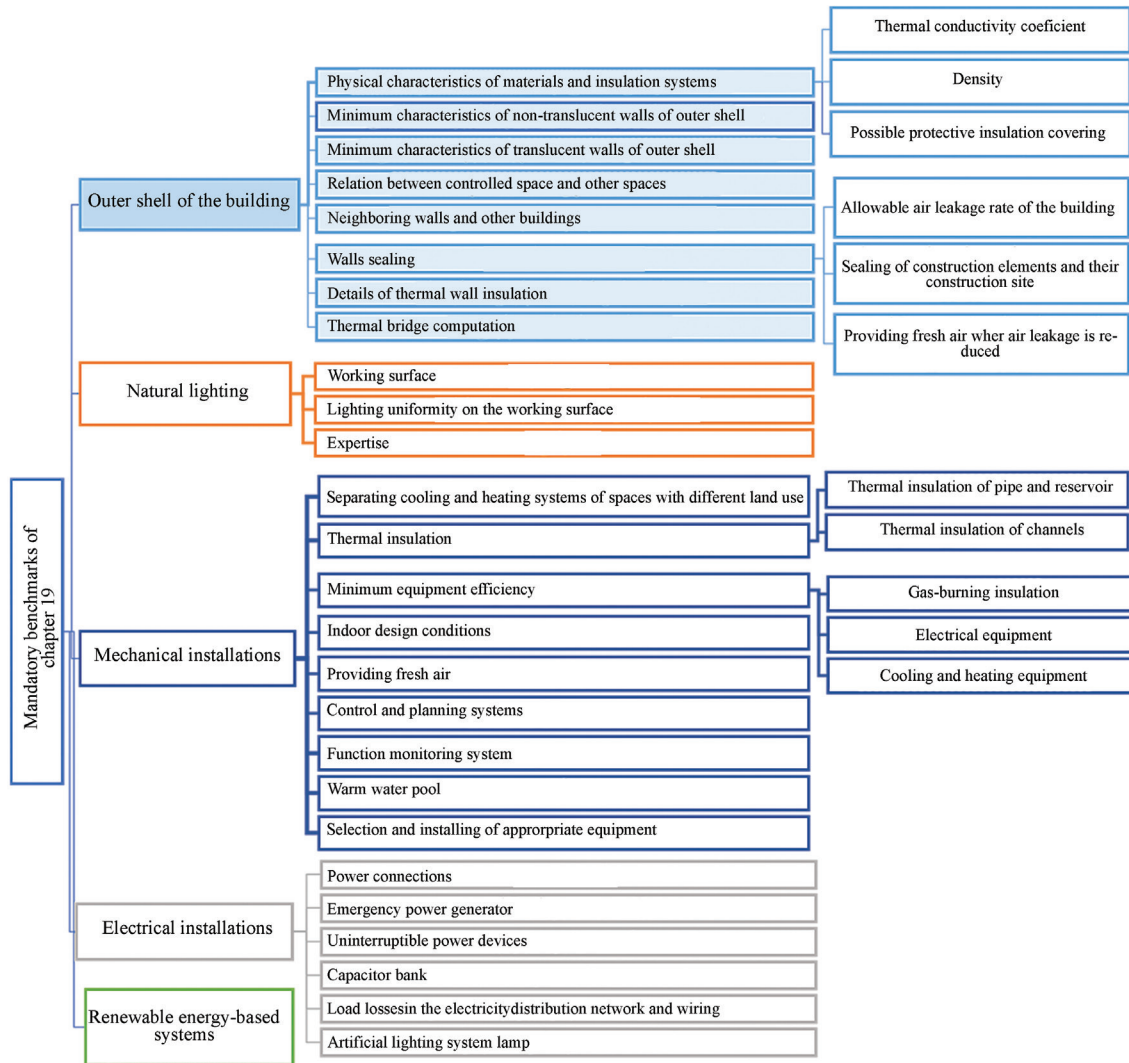 Mandatory benchmarks of
chapter 19
Outer shell of the building
Physical characteristics of materials and insulation systems
Thermal conductivity coeficient
Density
Possible protective insulation covering
Minimum characteristics of non-translucent walls of outer shell
Minimum characteristics of translucent walls of outer shell
Relation between controlled space and other spaces
Neighboring walls and other buildings
Walls sealing
Allowable air leakage rate of the building
Sealing of construction elements and their
construction site
Providing fresh air wher air leakage is re-
duced
Details of thermal wall insulation
Thermal bridge computation
Natural lighting
Working surface
Lighting uniformity on the working surface
Expertise
Mechanical installations
Separating cooling and heating systems of spaces with different land use
Thermal insulation
Thermal insulation of pipe and reservoir
Thermal insulation of channels
Minimum equipment efficiency
Gas-burning insulation
Electrical equipment
Cooling and heating equipment
Indoor design conditions
Providing fresh air
Control and planning systems
Function monitoring system
Warm water pool
Selection and installing of approrpriate equipment
Electrical installations
Power connections
Emergency power generator
Uninterruptible power devices
Capacitor bank
Load lossesin the electricitydistribution network and wiring
Artificial lighting system lamp
Renewable energy-based
systems